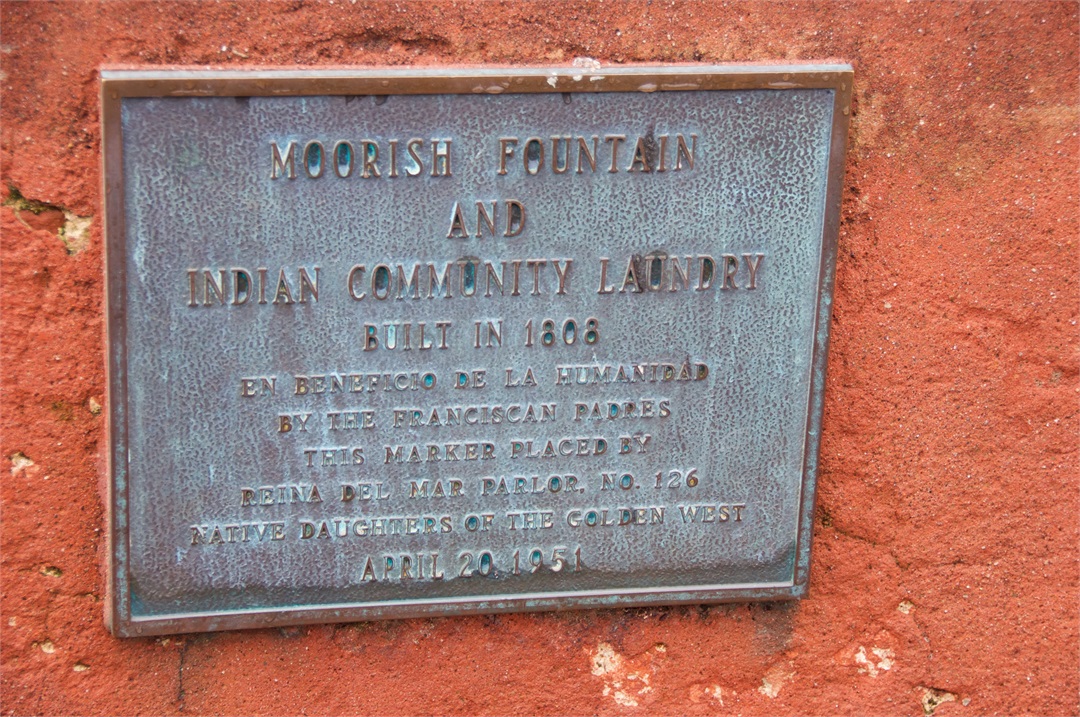 MOORISH FOUNTAIN
AND
INDIAN COMMUNITY LAUNDRY
BUILT IN 1808
EN BENEFICIO DE LA HUMANIDAD
BY THE FRANCISCAN PADRES
THIS MARKER PLACED BY
REINA DEL MAR PARLOR, NO. 126
NATIVE DAUGHTERS OF THE GOLDEN WEST
APRIL 20, 1951